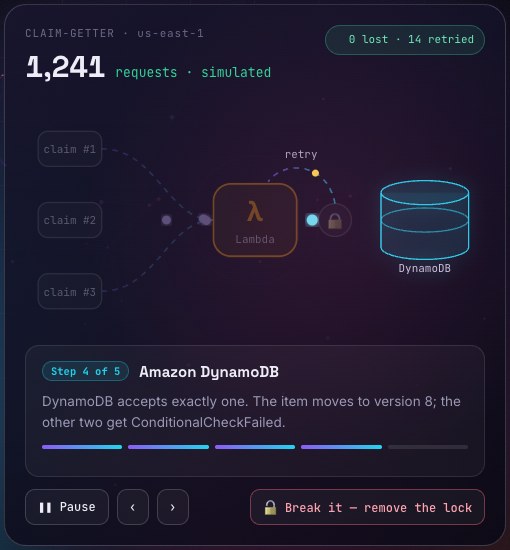 CLAIM-GETTER · us-east-1
0 lost · 14 retried
1,241 requests · simulated
retry
claim #1
claim #2
claim #3
λ
Lambda
DynamoDB
Step 4 of 5 Amazon DynamoDB
DynamoDB accepts exactly one. The item moves to version 8; the
other two get ConditionalCheckFailed.
Pause
‹
›
Break it — remove the lock